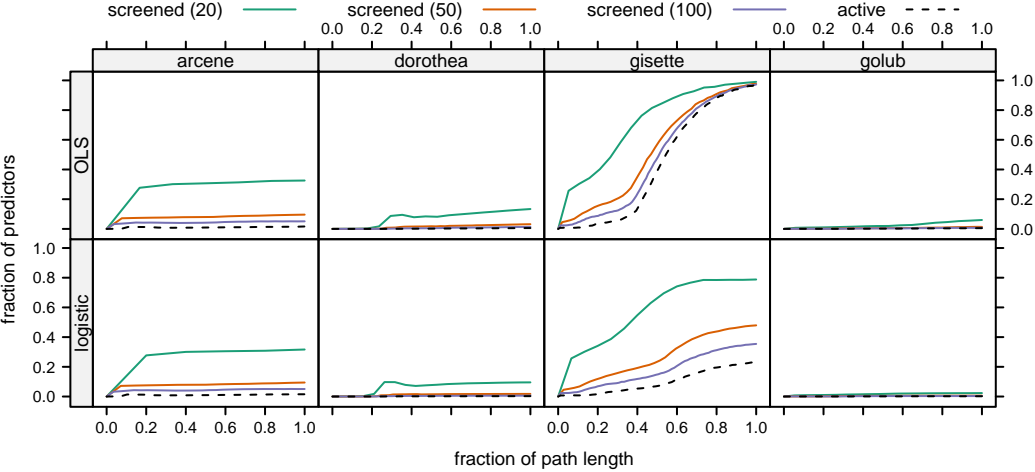 screened (20) screened (50) screened (100) active
0.0 0.2 0.4 0.6 0.8 1.0 0.0 0.2 0.4 0.6 0.8 1.0
arcene dorothea gisette golub
OLS
1.0
0.8
0.6
0.4
0.2
0.0
fraction of predictors
logistic
1.0
0.8
0.6
0.4
0.2
0.0
0.0 0.2 0.4 0.6 0.8 1.0 0.0 0.2 0.4 0.6 0.8 1.0
fraction of path length